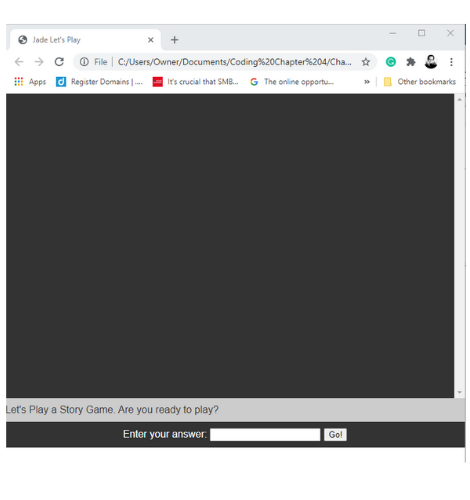 Jade Let's Play
File | C:/Users/Owner/Documents/Coding%20Chapter%204/Cha...
Apps Register Domains | .... It's crucial that SMB... The online opportu... » Other bookmarks
Let's Play a Story Game. Are you ready to play?
Enter your answer: Go!